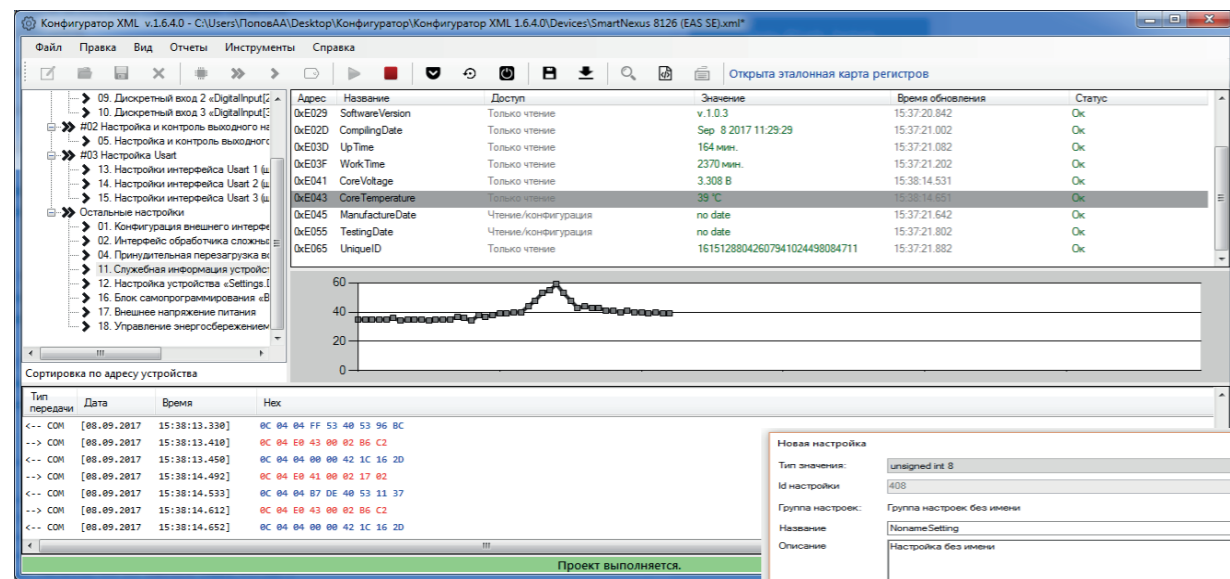 Конфигуратор XML v.1.6.4.0 - C:\Users\ПоповАА\Desktop\Конфигуратор\Конфигуратор XML 1.6.4.0\Devices\SmartNexus 8126 (EAS SE).xml*
Файл Правка Вид Отчеты Инструменты Справка
Открыта эталонная карта регистров
09. Дискретный вход 2 «DigitalInput[2
10. Дискретный вход 3 «DigitalInput[3
#02 Настройка и контроль выходного на
05. Настройка и контроль выходного
#03 Настройка Usart
13. Настройки интерфейса Usart 1 (ш
14. Настройки интерфейса Usart 2 (ш
15. Настройки интерфейса Usart 3 (ш
Остальные настройки
01. Конфигурация внешнего интерфе
02. Интерфейс обработчика сложны
04. Принудительная перезагрузка в
11. Служебная информация устройст
12. Настройка устройства «Settings.D
16. Блок самопрограммирования «B
17. Внешнее напряжение питания
18. Управление энергосбережением
Сортировка по адресу устройства
Адрес Название Доступ Значение Время обновления Статус
0xE029 SoftwareVersion Только чтение v.1.0.3 15:37:20.842 Ок
0xE02D CompilingDate Только чтение Sep 8 2017 11:29:29 15:37:21.002 Ок
0xE03D UpTime Только чтение 164 мин. 15:37:21.082 Ок
0xE03F WorkTime Только чтение 2370 мин. 15:37:21.202 Ок
0xE041 CoreVoltage Только чтение 3.308 В 15:38:14.531 Ок
0xE043 CoreTemperature Только чтение 39 °C 15:38:14.651 Ок
0xE045 ManufactureDate Чтение/конфигурация no date 15:37:21.642 Ок
0xE055 TestingDate Чтение/конфигурация no date 15:37:21.802 Ок
0xE065 UniqueID Только чтение 16151288042607941024498084711 15:37:21.882 Ок
60
40
20
0
Тип передачи Дата Время Hex
<-- COM [08.09.2017 15:38:13.330] 0C 04 04 FF 53 40 53 96 BC
--> COM [08.09.2017 15:38:13.410] 0C 04 E0 43 00 02 B6 C2
<-- COM [08.09.2017 15:38:13.450] 0C 04 04 00 00 42 1C 16 2D
--> COM [08.09.2017 15:38:14.492] 0C 04 E0 41 00 02 17 02
<-- COM [08.09.2017 15:38:14.533] 0C 04 04 B7 DE 40 53 11 37
--> COM [08.09.2017 15:38:14.612] 0C 04 E0 43 00 02 B6 C2
<-- COM [08.09.2017 15:38:14.652] 0C 04 04 00 00 42 1C 16 2D
Проект выполняется.
Новая настройка
Тип значения: unsigned int 8
Id настройки 408
Группа настроек: Группа настроек без имени
Название NonameSetting
Описание Настройка без имени